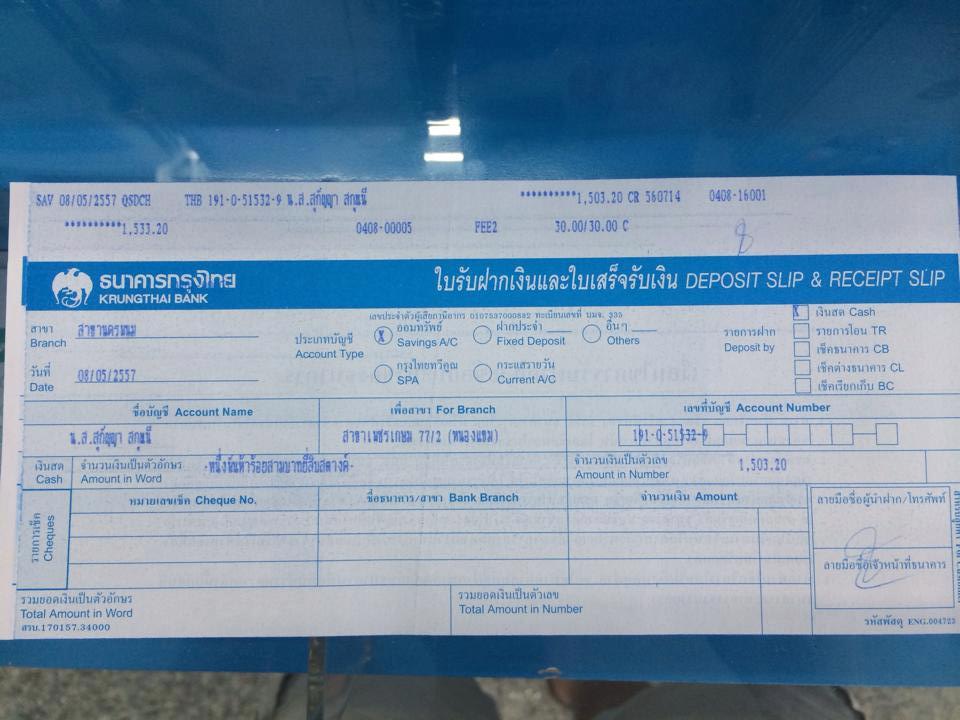 SAV 08/05/2557 QSDCH THB 191-0-51532-9 น.ส.สุกัญญา สกุณนี **********1,503.20 CR 360714 0408-16001
**********1,533.20 0408-00005 FEE2 30.00/30.00 C
ธนาคารกรุงไทย
KRUNGTHAI BANK
ใบรับฝากเงินและใบเสร็จรับเงิน DEPOSIT SLIP & RECEIPT SLIP
เลขประจำตัวผู้เสียภาษีอากร 0107537000882 ทะเบียนเลขที่ บมจ. 335
สาขา
Branch
สาขานครปฐม
วันที่
Date
08/05/2557
ประเภทบัญชี
Account Type
X ออมทรัพย์
Savings A/C
ฝากประจำ
Fixed Deposit
อื่นๆ
Others
กรุงไทยทวีคูณ
SPA
กระแสรายวัน
Current A/C
รายการฝาก
Deposit by
X เงินสด Cash
รายการโอน TR
เช็คธนาคาร CB
เช็คต่างธนาคาร CL
เช็คเรียกเก็บ BC
ชื่อบัญชี Account Name เพื่อสาขา For Branch เลขที่บัญชี Account Number
น.ส.สุกัญญา สาขาเพชรเกษม 77/2 (หนองแขม) 191-0-51532-9
เงินสด
Cash
จำนวนเงินเป็นตัวอักษร
Amount in Word
-หนึ่งพันห้าร้อยสามบาทยี่สิบสตางค์-
จำนวนเงินเป็นตัวเลข
Amount in Number
1,503.20
รายการเช็ค
Cheques
หมายเลขเช็ค Cheque No. ชื่อธนาคาร/สาขา Bank Branch จำนวนเงิน Amount
ลายมือชื่อผู้นำฝาก/โทรศัพท์
ลายมือชื่อเจ้าหน้าที่ธนาคาร
รวมยอดเงินเป็นตัวอักษร
Total Amount in Word
รวมยอดเงินเป็นตัวเลข
Total Amount in Number
สรบ.170157.34000
รหัสพัสดุ ENG.004723